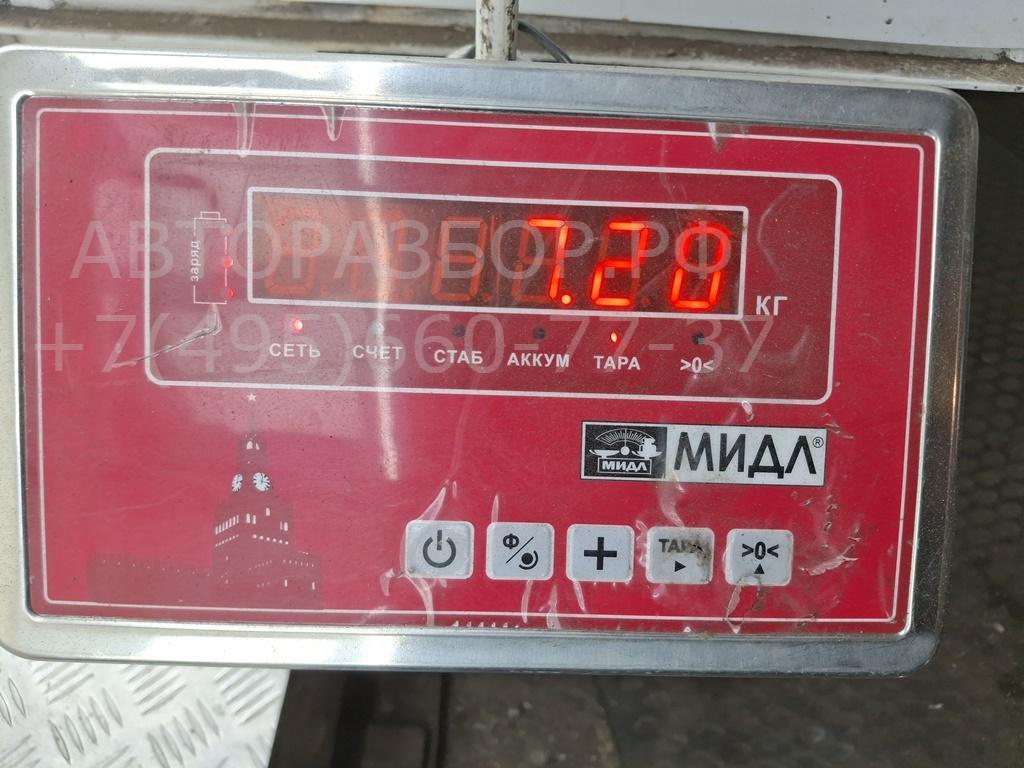 АВТОРАЗБОР.РФ
+7(495)660-77-37
заряд
7.20
КГ
СЕТЬ СЧЕТ СТАБ АККУМ ТАРА >0<
МИДЛ МИДЛ®
Ф ТАРА >0<